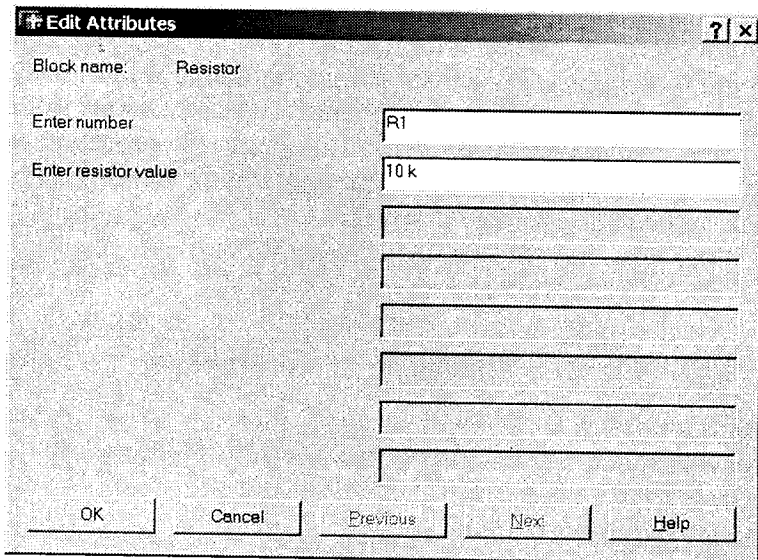 Edit Attributes
? ×
Block name: Resistor
Enter number R1
Enter resistor value 10 k
OK Cancel Previous Next Help